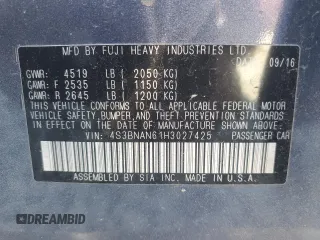 MFD BY FUJI HEAVY INDUSTRIES LTD.
DATE 09/16
GVWR: 4519 LB ( 2050 KG)
GAWR: F 2535 LB ( 1150 KG)
GAWR: R 2645 LB ( 1200 KG)
THIS VEHICLE CONFORMS TO ALL APPLICABLE FEDERAL MOTOR
VEHICLE SAFETY, BUMPER, AND THEFT PREVENTION STANDARDS
IN EFFECT ON THE DATE OF MANUFACTURE SHOWN ABOVE.
VIN: 4S3BNAN61H3027425 PASSENGER CAR
ASSEMBLED BY SIA, INC. MADE IN U.S.A.
DREAMBID